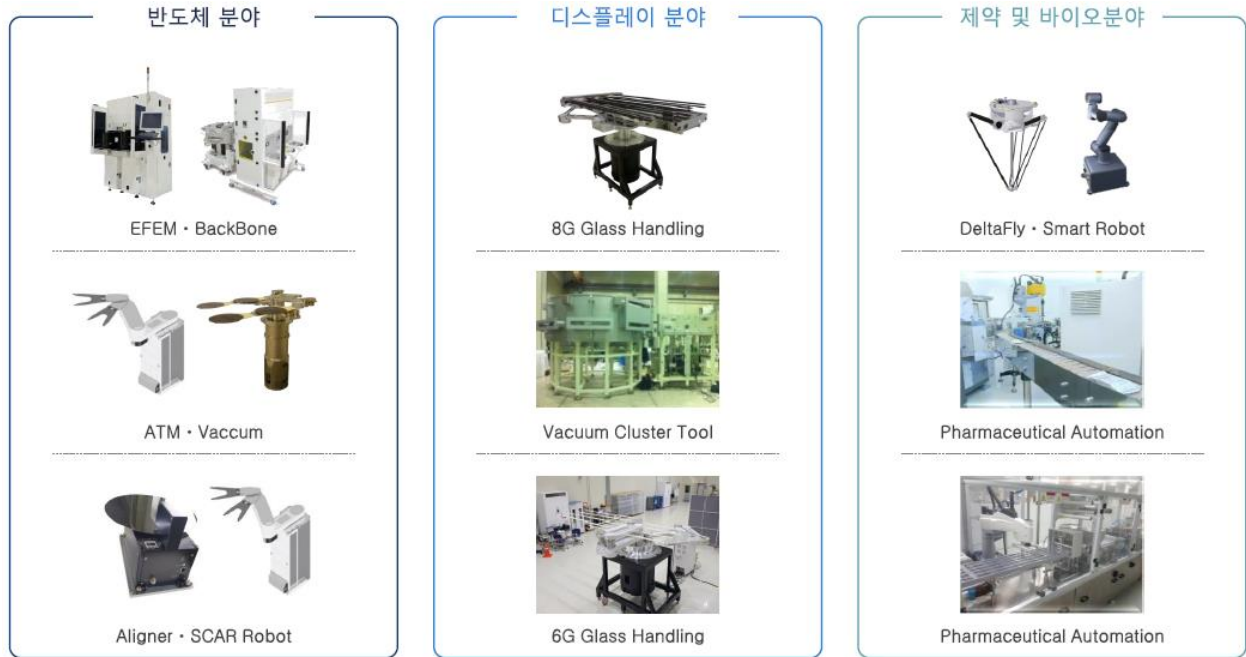 반도체 분야
EFEM · BackBone
ATM · Vaccum
Aligner · SCAR Robot
디스플레이 분야
8G Glass Handling
Vacuum Cluster Tool
6G Glass Handling
제약 및 바이오분야
DeltaFly · Smart Robot
Pharmaceutical Automation
Pharmaceutical Automation